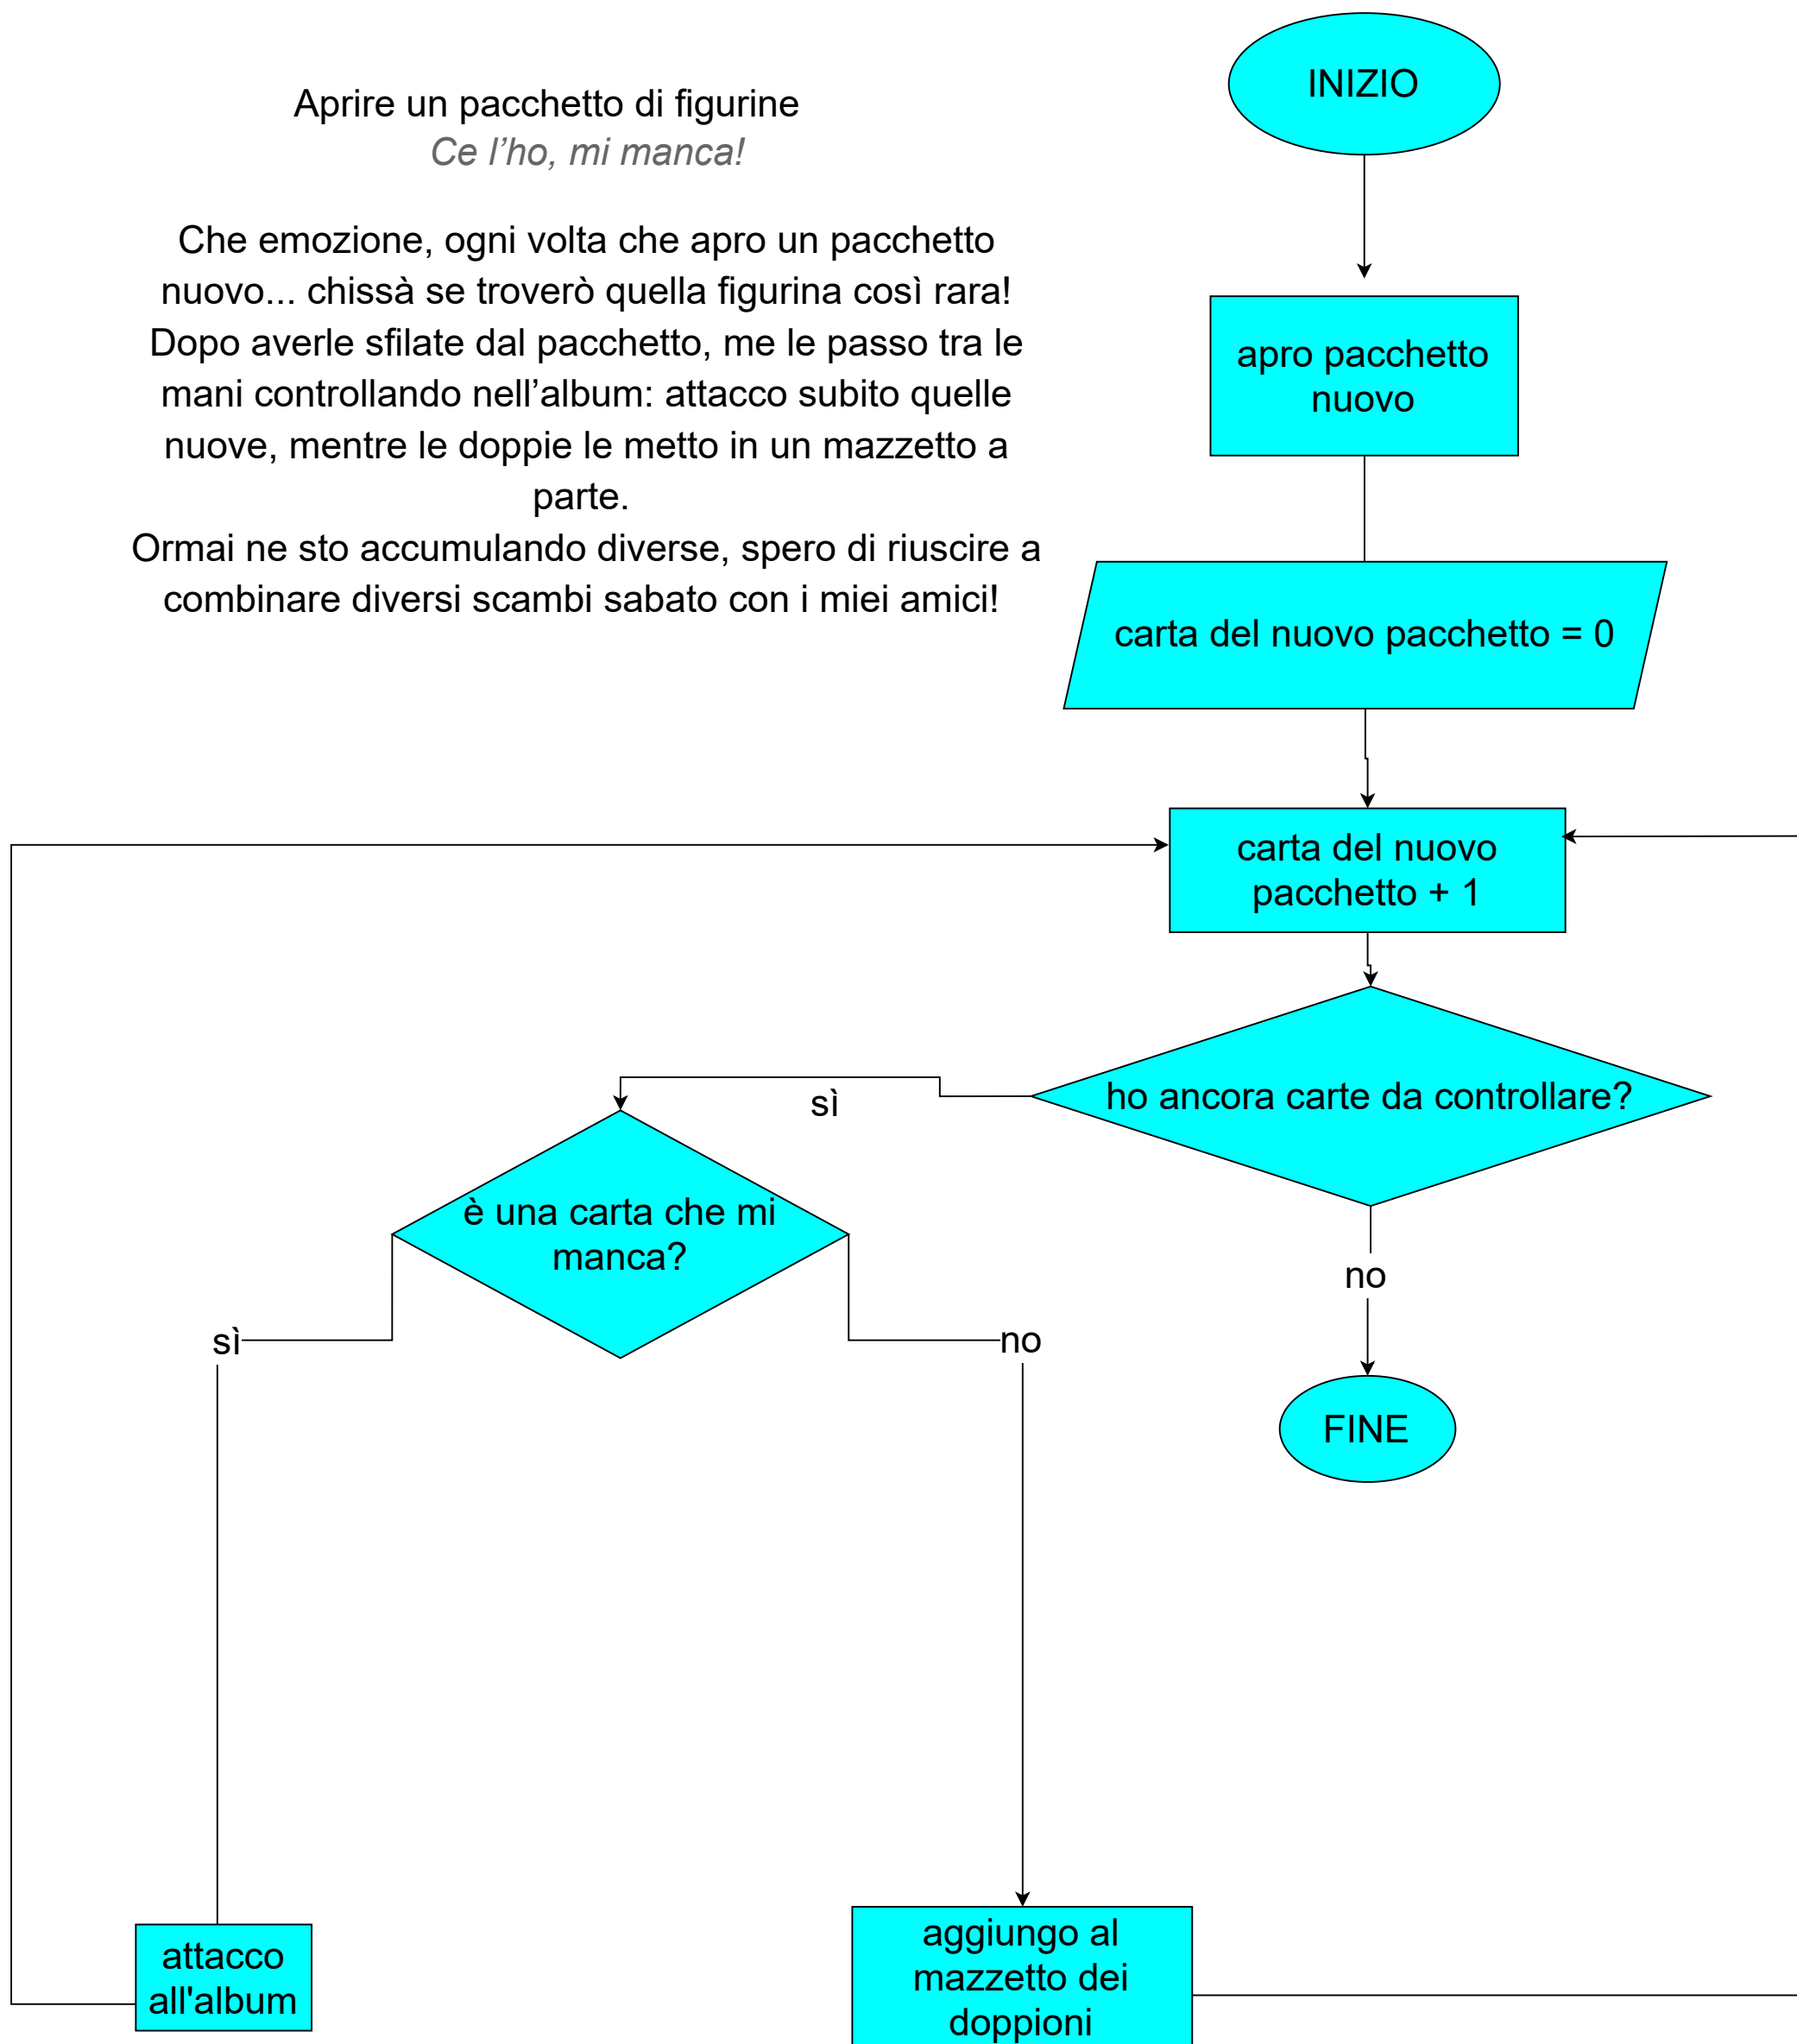 Aprire un pacchetto di figurine
Ce l’ho, mi manca!
Che emozione, ogni volta che apro un pacchetto
nuovo... chissà se troverò quella figurina così rara!
Dopo averle sfilate dal pacchetto, me le passo tra le
mani controllando nell’album: attacco subito quelle
nuove, mentre le doppie le metto in un mazzetto a
parte.
Ormai ne sto accumulando diverse, spero di riuscire a
combinare diversi scambi sabato con i miei amici!
INIZIO
apro pacchetto
nuovo
carta del nuovo pacchetto = 0
carta del nuovo
pacchetto + 1
ho ancora carte da controllare?
sì
è una carta che mi
manca?
no
sì
no
FINE
attacco
all'album
aggiungo al
mazzetto dei
doppioni